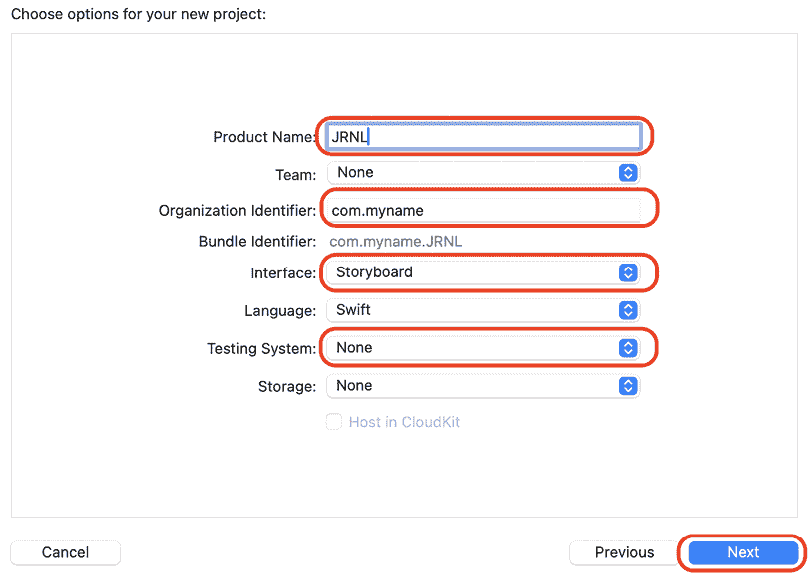 Choose options for your new project:
Product Name: JRNL
Team: None
Organization Identifier: com.myname
Bundle Identifier: com.myname.JRNL
Interface: Storyboard
Language: Swift
Testing System: None
Storage: None
Host in CloudKit
Cancel Previous Next